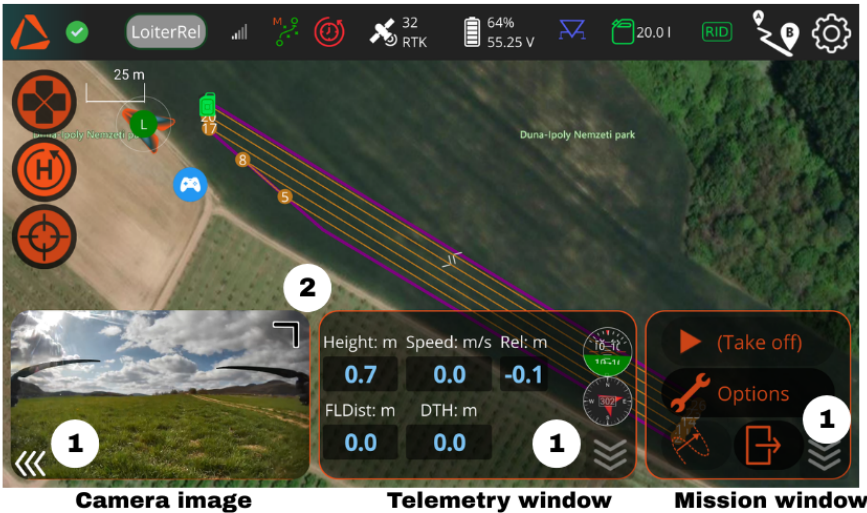 LoiterRel
M
32
RTK
64%
55.25 V
20.0 l
RID
A
B
25 m
Duna-Ipoly Nemzeti park
L
20
17
Duna-Ipoly Nemzeti park
8
H
5
2
Height: m Speed: m/s Rel: m
0.7 0.0 -0.1
(Take off)
FLDist: m DTH: m
0.0 0.0
N
W E
302
S
Options
1
1
1
Camera image
Telemetry window
Mission window